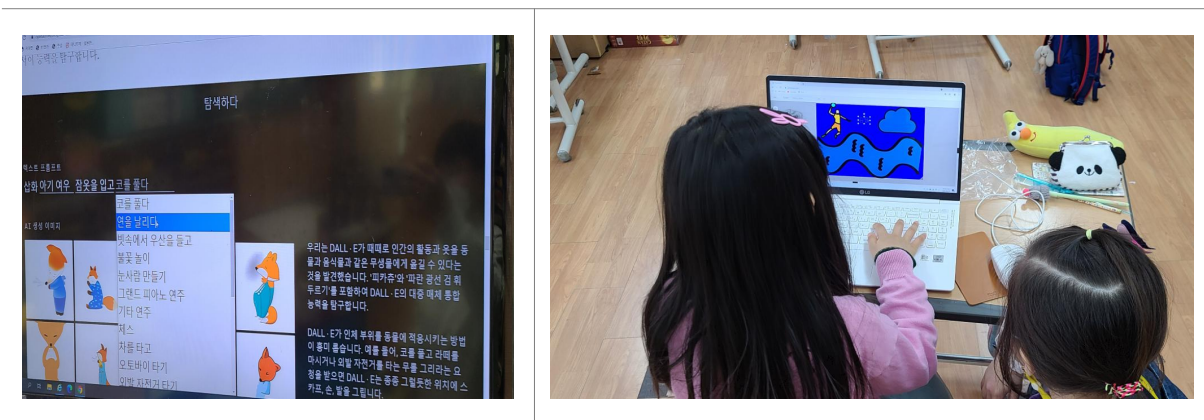 능력을 탐구합니다.
탐색하다
텍스트 프롬프트
삽화 아기 여우 잠옷을 입고 코를 풀다
코를 풀다
연을 날리다
빗속에서 우산을 들고
불꽃 놀이
눈사람 만들기
그랜드 피아노 연주
기타 연주
체스
차를 타고
오토바이 타기
외발 자전거 타기
AI 생성 이미지
우리는 DALL·E가 때때로 인간의 활동과 옷을 동
물과 음식물과 같은 무생물에게 옮길 수 있다는
것을 발견했습니다. '피카츄'와 '파란 광선 검 휘
두르기'를 포함하여 DALL·E의 대중 매체 통합
능력을 탐구합니다.
DALL·E가 인체 부위를 동물에 적응시키는 방법
이 흥미 롭습니다. 예를 들어, 코를 풀고 라떼를
마시거나 외발 자전거를 타는 무를 그리라는 요
청을 받으면 DALL·E는 종종 그럴듯한 위치에 스
카프, 손, 발을 그립니다.
LG